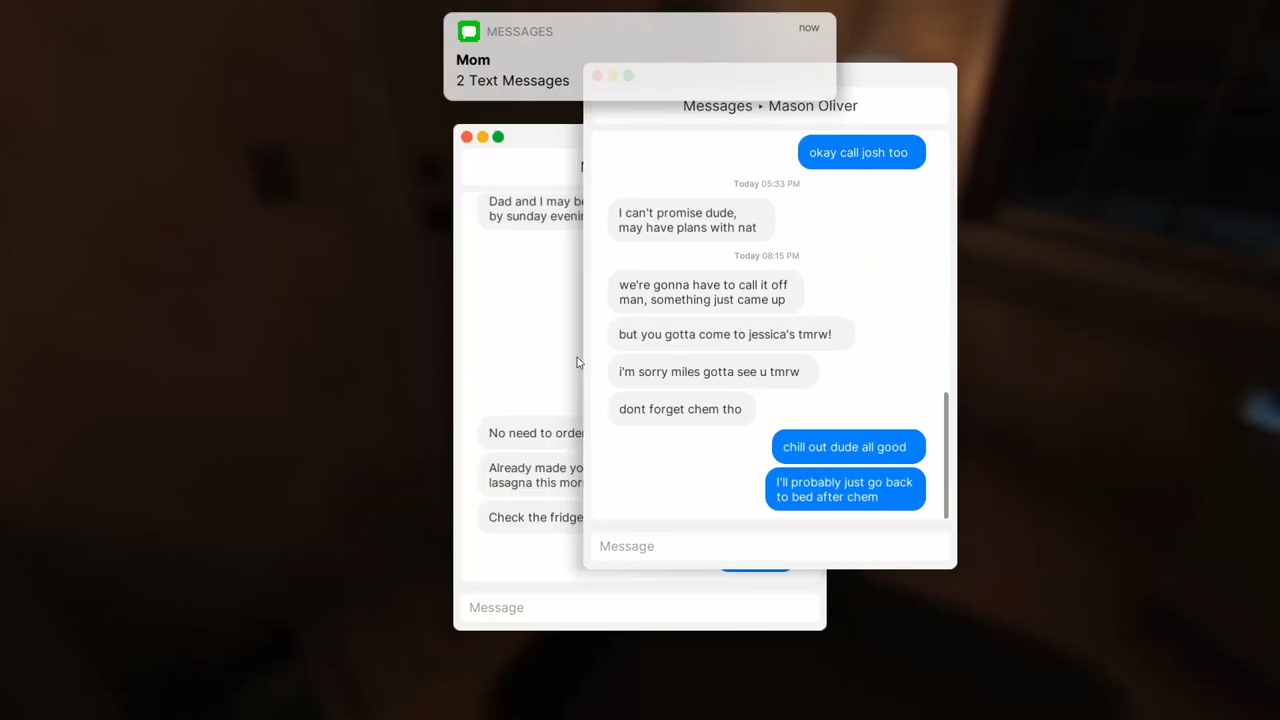 MESSAGES
now
Mom
2 Text Messages
Messages ‣ Mason Oliver
okay call josh too
Today 05:33 PM
I can't promise dude,
may have plans with nat
Today 08:15 PM
we're gonna have to call it off
man, something just came up
but you gotta come to jessica's tmrw!
i'm sorry miles gotta see u tmrw
dont forget chem tho
chill out dude all good
I'll probably just go back
to bed after chem
Message
Dad and I may be
by sunday
No need to
Already made
lasagna this
Check the fridge
Message